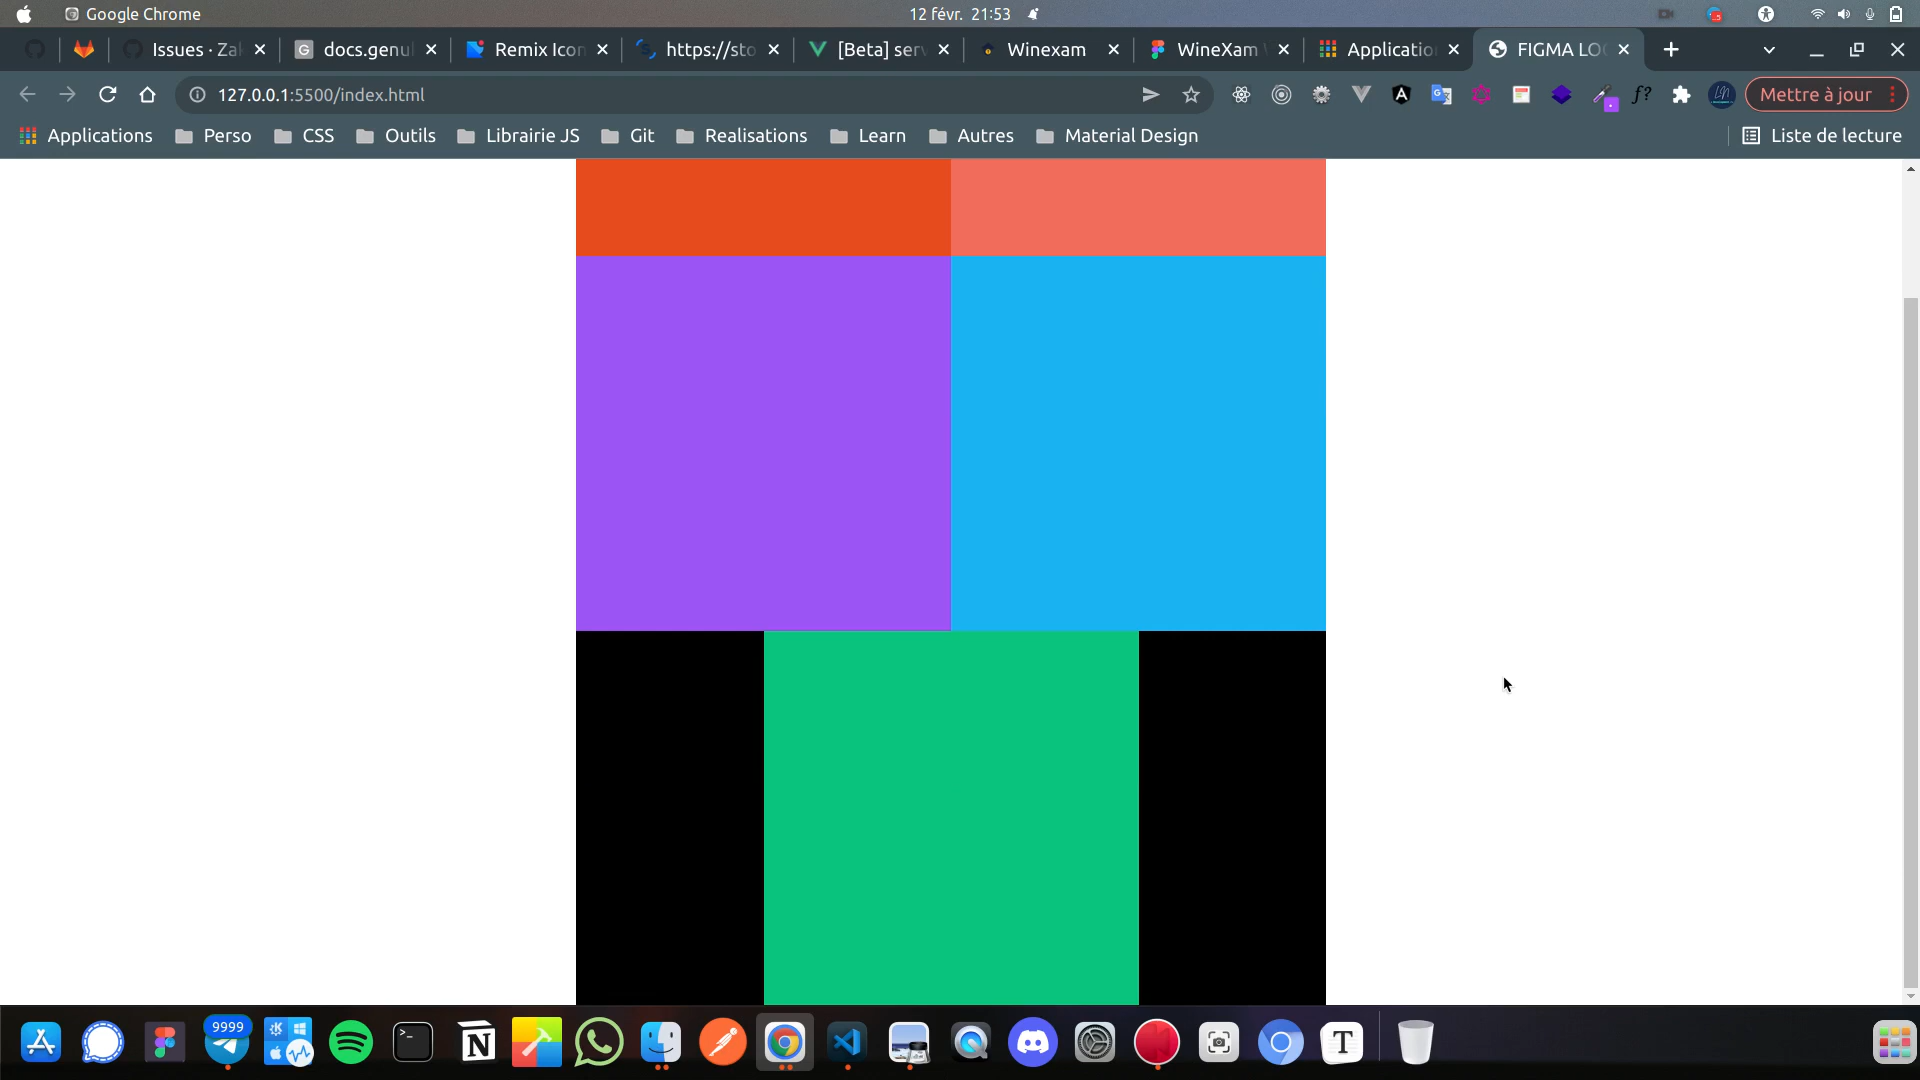 Google Chrome
12 févr. 21:53
Issues · Zak
docs.genul
Remix Icon
https://sto
[Beta] serv
Winexam
WineXam
Applicatio
FIGMA LO
127.0.0.1:5500/index.html
Mettre à jour
Applications
Perso
CSS
Outils
Librairie JS
Git
Realisations
Learn
Autres
Material Design
Liste de lecture
9999